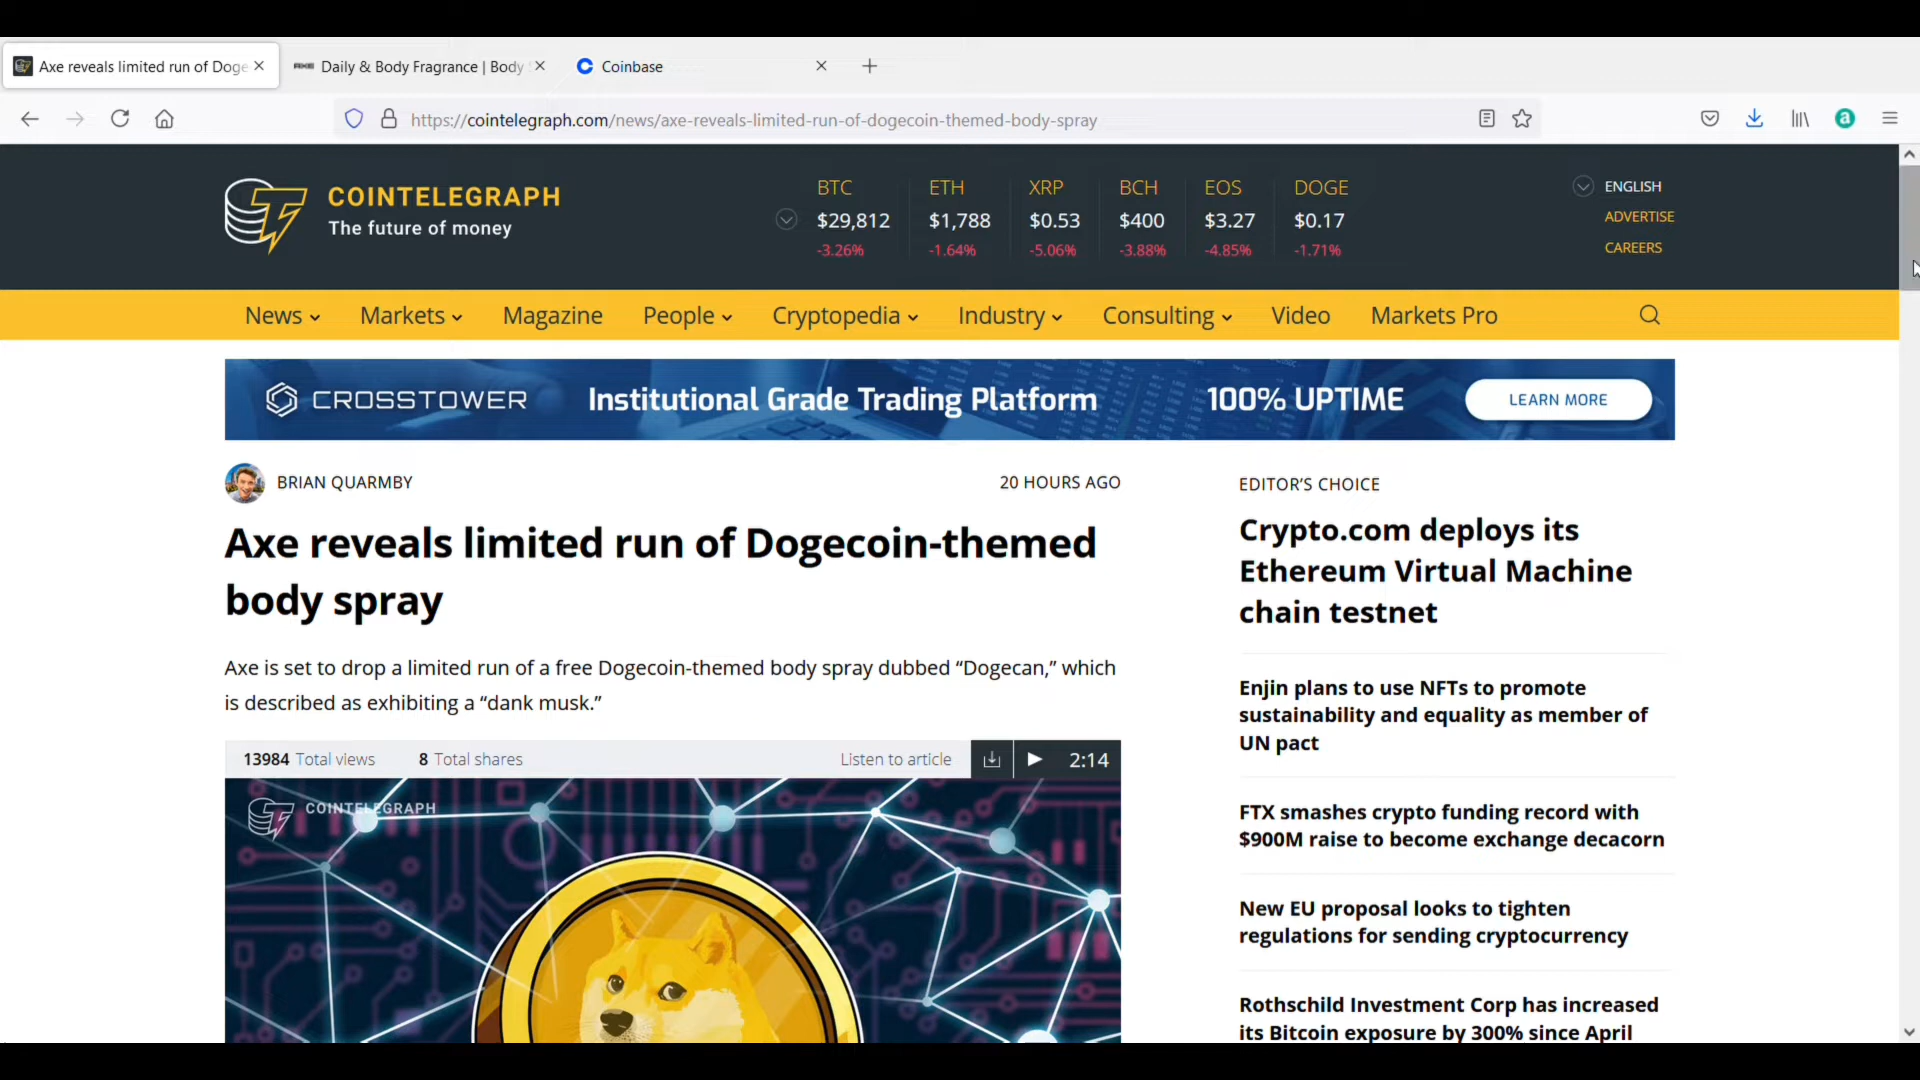 Axe reveals limited run of Doge
Daily & Body Fragrance | Body
Coinbase
https://cointelegraph.com/news/axe-reveals-limited-run-of-dogecoin-themed-body-spray
a
COINTELEGRAPH
The future of money
BTC ETH XRP BCH EOS DOGE
$29,812 $1,788 $0.53 $400 $3.27 $0.17
-3.26% -1.64% -5.06% -3.88% -4.85% -1.71%
ENGLISH
ADVERTISE
CAREERS
News Markets Magazine People Cryptopedia Industry Consulting Video Markets Pro
CROSSTOWER Institutional Grade Trading Platform 100% UPTIME LEARN MORE
BRIAN QUARMBY 20 HOURS AGO
Axe reveals limited run of Dogecoin-themed
body spray
Axe is set to drop a limited run of a free Dogecoin-themed body spray dubbed “Dogecan,” which
is described as exhibiting a “dank musk.”
13984 Total views 8 Total shares Listen to article 2:14
COINTELEGRAPH
EDITOR’S CHOICE
Crypto.com deploys its
Ethereum Virtual Machine
chain testnet
Enjin plans to use NFTs to promote
sustainability and equality as member of
UN pact
FTX smashes crypto funding record with
$900M raise to become exchange decacorn
New EU proposal looks to tighten
regulations for sending cryptocurrency
Rothschild Investment Corp has increased
its Bitcoin exposure by 300% since April